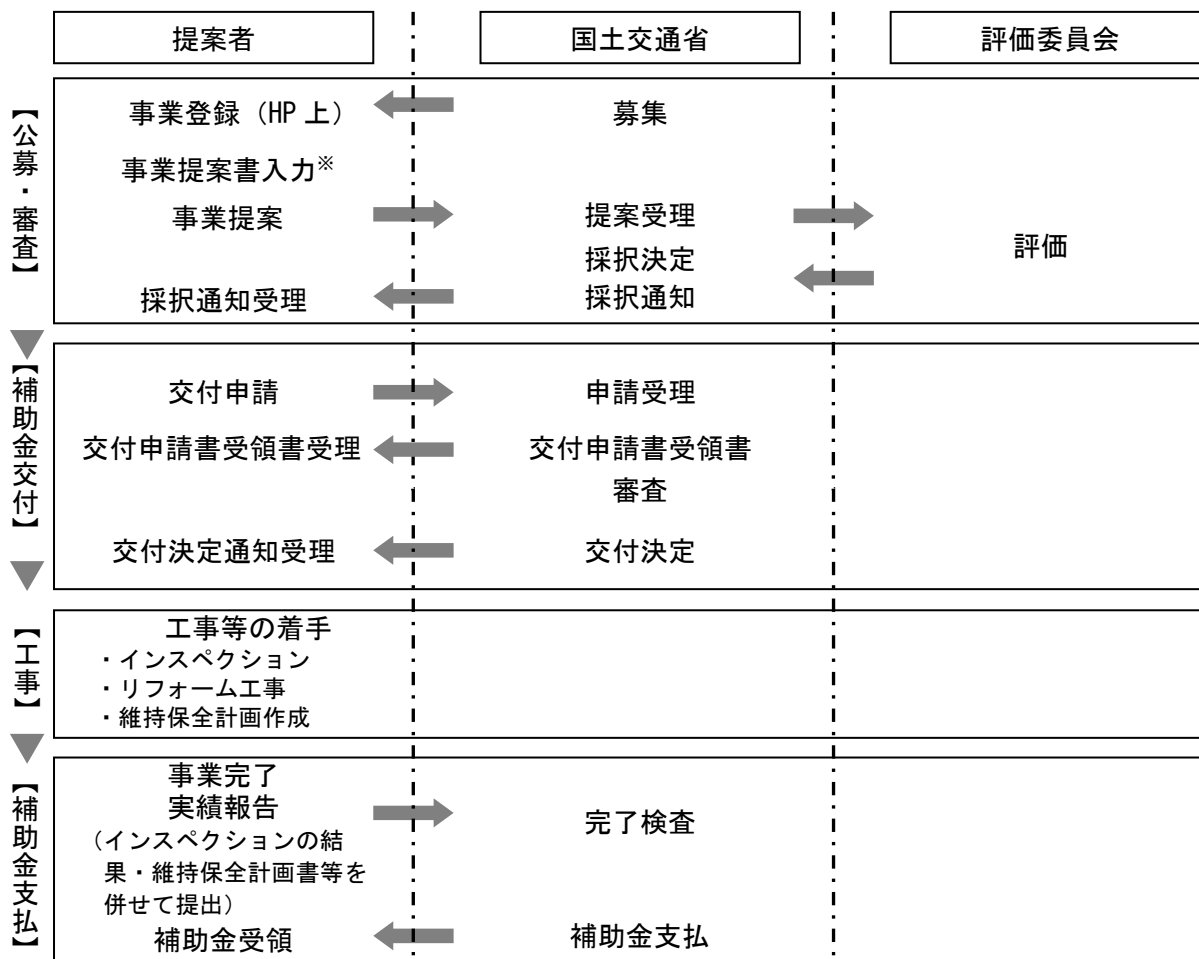 提案者
国土交通省
評価委員会
【公募・審査】
事業登録（HP上）
募集
事業提案書入力※
事業提案
提案受理
評価
採択決定
採択通知受理
採択通知
【補助金交付】
交付申請
申請受理
交付申請書受領書受理
交付申請書受領書
審査
交付決定通知受理
交付決定
【工事】
工事等の着手
・インスペクション
・リフォーム工事
・維持保全計画作成
【補助金支払】
事業完了
実績報告
完了検査
（インスペクションの結
果・維持保全計画書等を
併せて提出）
補助金受領
補助金支払